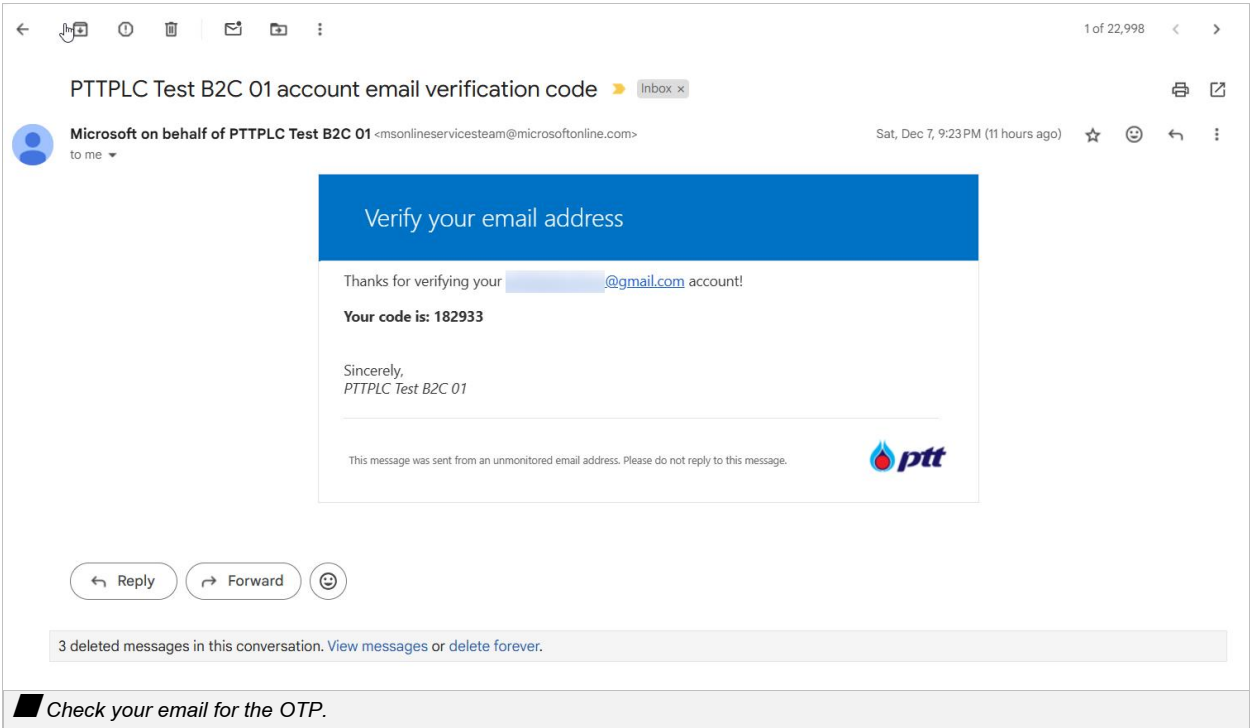 1 of 22,998
PTTPLC Test B2C 01 account email verification code Inbox ×
Microsoft on behalf of PTTPLC Test B2C 01 <msonlineservicesteam@microsoftonline.com> Sat, Dec 7, 9:23 PM (11 hours ago)
to me
Verify your email address
Thanks for verifying your @gmail.com account!
Your code is: 182933
Sincerely,
PTTPLC Test B2C 01
This message was sent from an unmonitored email address. Please do not reply to this message.
ptt
Reply Forward
3 deleted messages in this conversation. View messages or delete forever.
Check your email for the OTP.